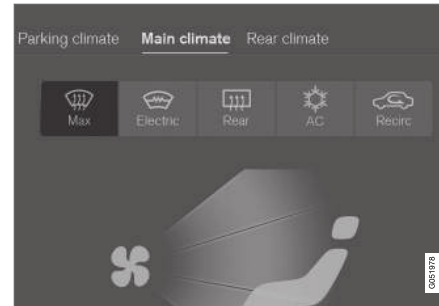 Parking climate Main climate Rear climate
Max Electric Rear AC Recirc
G051978